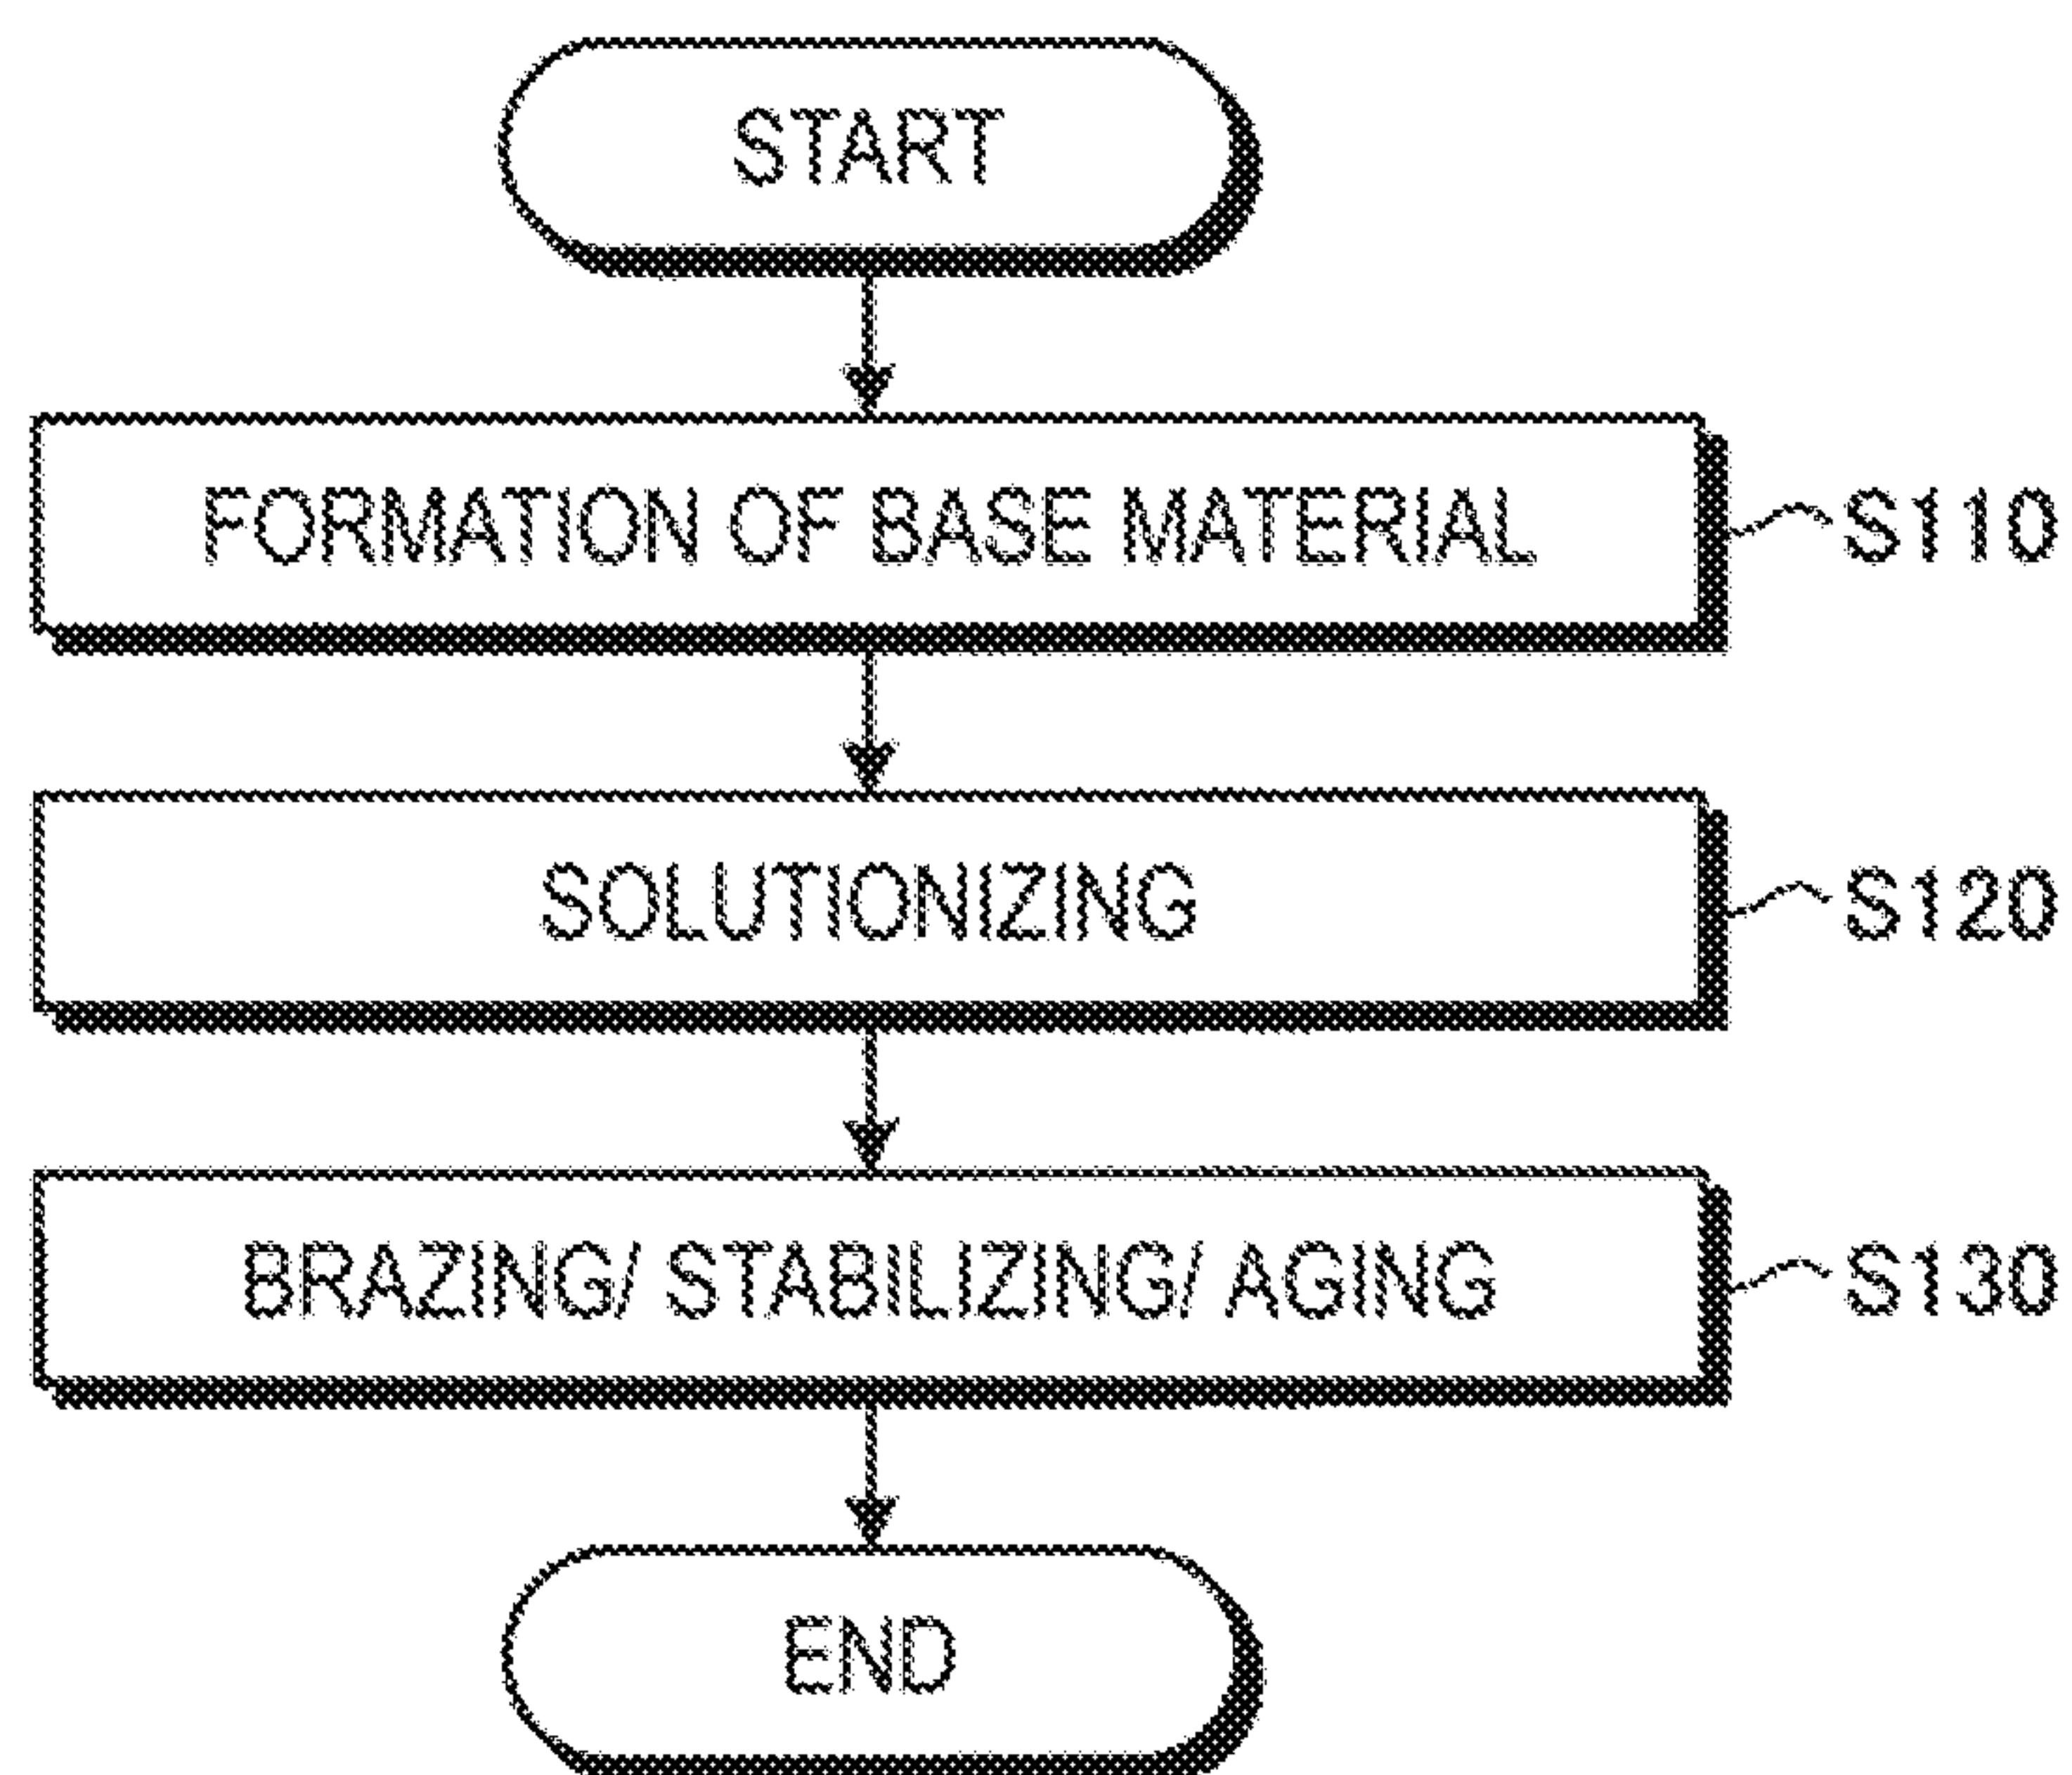 START
FORMATION OF BASE MATERIAL
S110
SOLUTIONIZING
S120
BRAZING/ STABILIZING/ AGING
S130
END